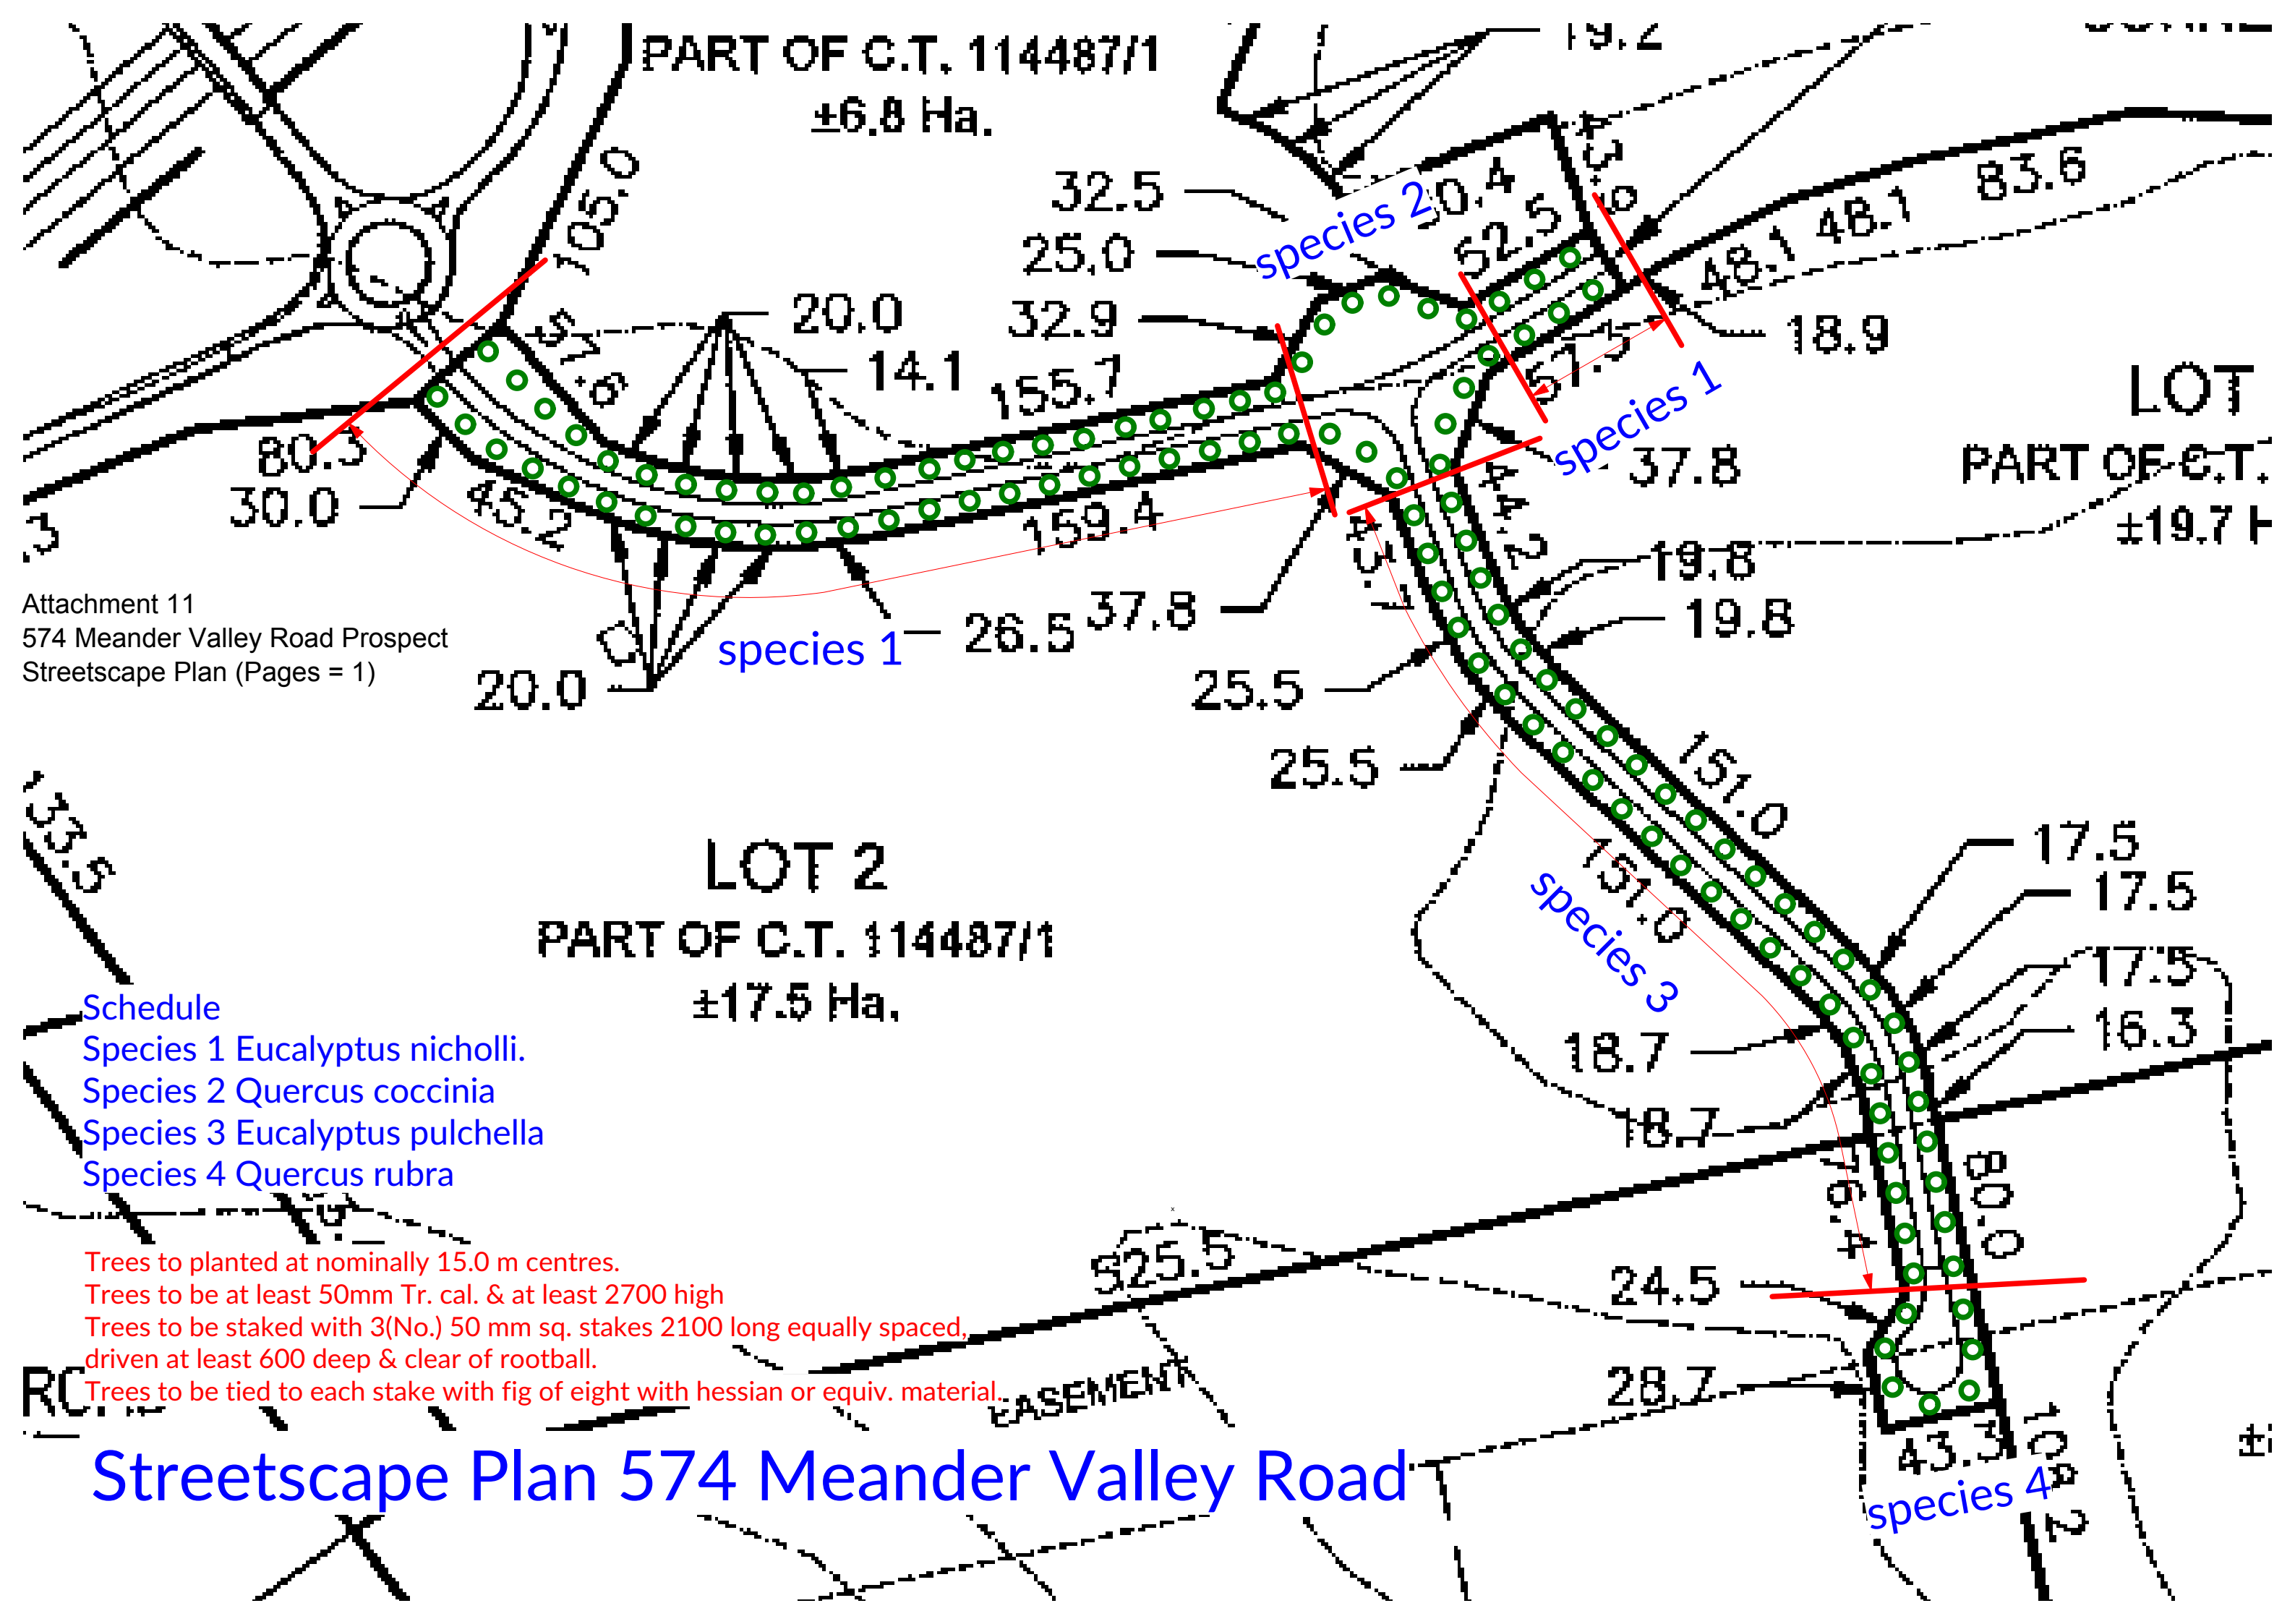 PART OF C.T. 114487/1
±6.8 Ha.
105.0
32.5
species 2
52.5
83.6
48.1
48.1
25.0
57.6
20.0
32.9
18.9
14.1
155.7
57.3
species 1
LOT
80.3
30.0
45.2
37.8
PART OF C.T.
±19.7 H
159.4
44.2
43.7
19.8
Attachment 11
574 Meander Valley Road Prospect
Streetscape Plan (Pages = 1)
species 1
26.5
37.8
19.8
20.0
25.5
25.5
151.0
133.5
LOT 2
PART OF C.T. 114487/1
±17.5 Ha.
151.0
species 3
17.5
17.5
17.5
16.3
18.7
18.7
Schedule
Species 1 Eucalyptus nicholli.
Species 2 Quercus coccinia
Species 3 Eucalyptus pulchella
Species 4 Quercus rubra
76.4
80.0
525.5
24.5
Trees to planted at nominally 15.0 m centres.
Trees to be at least 50mm Tr. cal. & at least 2700 high
Trees to be staked with 3(No.) 50 mm sq. stakes 2100 long equally spaced,
driven at least 600 deep & clear of rootball.
Trees to be tied to each stake with fig of eight with hessian or equiv. material.
EASEMENT
28.7
43.3
species 4
Streetscape Plan 574 Meander Valley Road